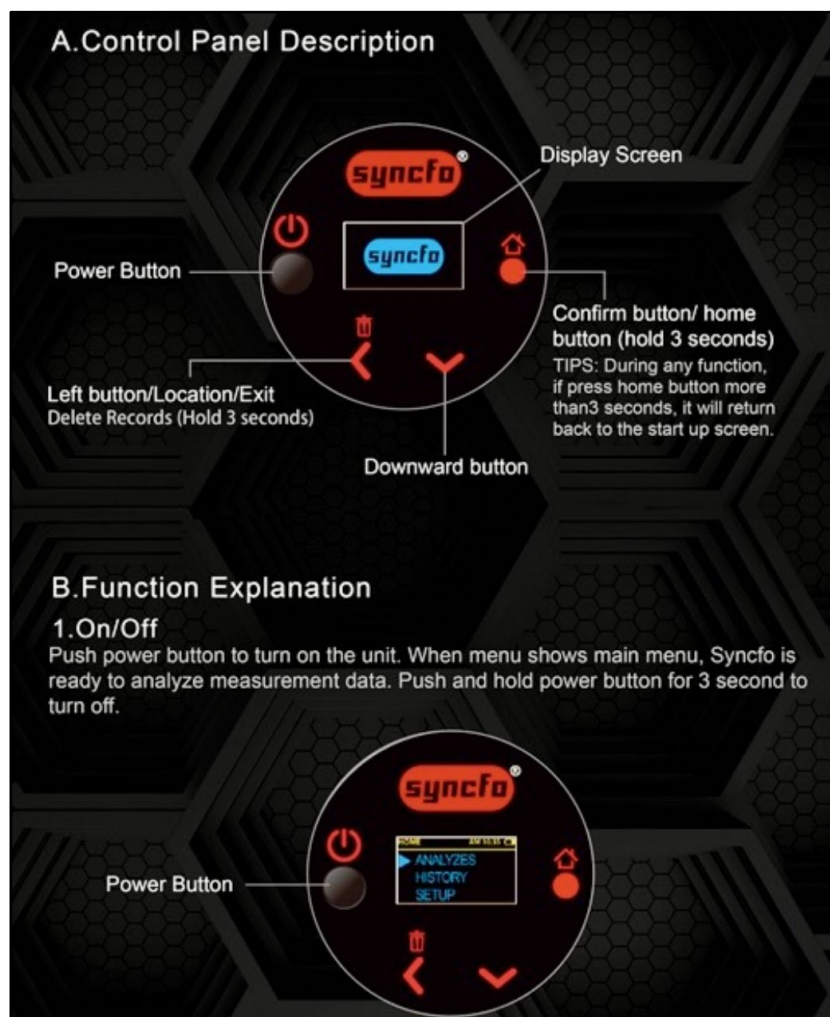 A.Control Panel Description
syncfo®
Display Screen
syncfo
Power Button
Confirm button/ home
button (hold 3 seconds)
TIPS: During any function,
if press home button more
than3 seconds, it will return
back to the start up screen.
Left button/Location/Exit
Delete Records (Hold 3 seconds)
Downward button
B.Function Explanation
1.On/Off
Push power button to turn on the unit. When menu shows main menu, Syncfo is
ready to analyze measurement data. Push and hold power button for 3 second to
turn off.
syncfo®
HOME AM
ANALYZES
HISTORY
SETUP
Power Button